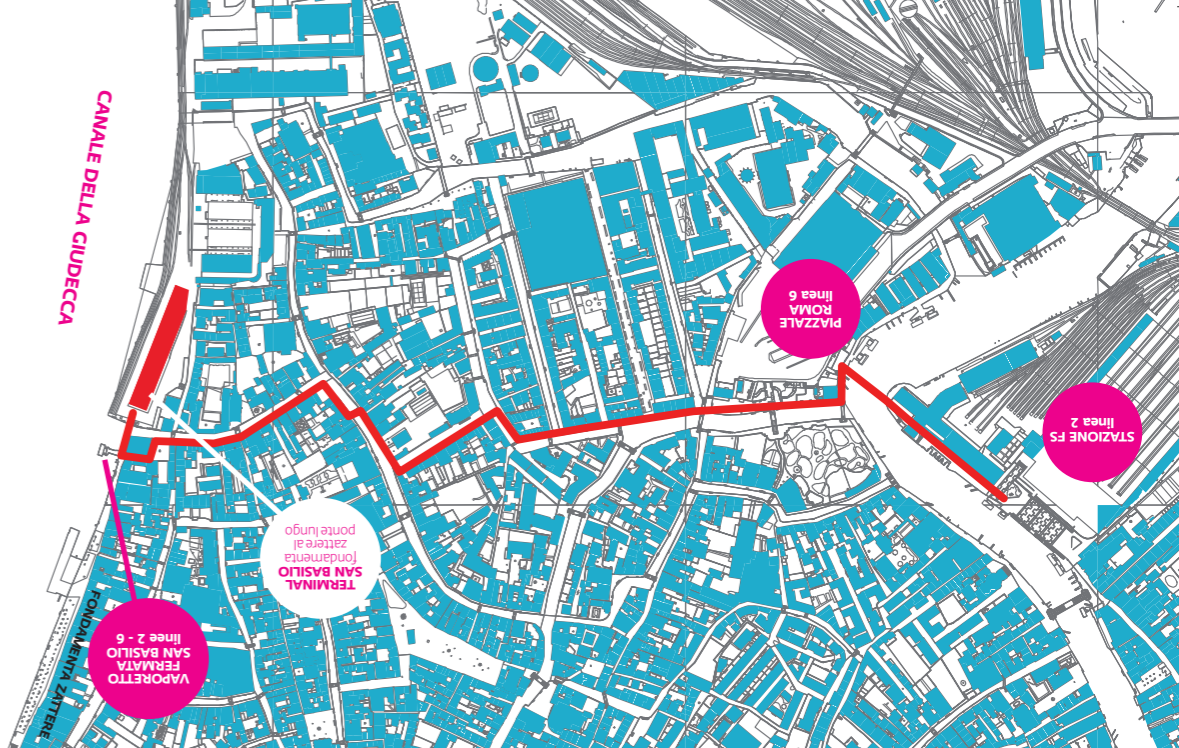 CANALE DELLA GIUDECCA
PIAZZALE
ROMA
linea 6
STAZIONE FS
linea 2
TERMINAL
SAN BASILIO
fondamenta
zattere al
ponte lungo
VAPORETTO
FERMATA
SAN BASILIO
linee 2 - 6
FONDAMENTA ZATTERE